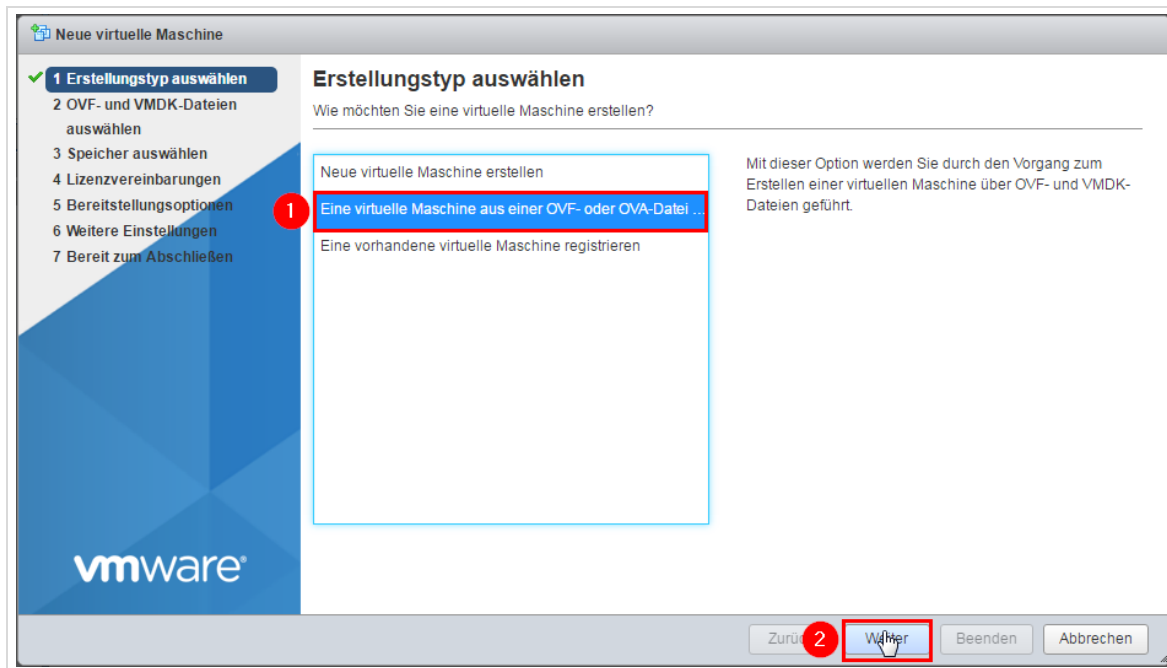 Neue virtuelle Maschine
1 Erstellungstyp auswählen
2 OVF- und VMDK-Dateien
auswählen
3 Speicher auswählen
4 Lizenzvereinbarungen
5 Bereitstellungsoptionen
6 Weitere Einstellungen
7 Bereit zum Abschließen
vmware®
Erstellungstyp auswählen
Wie möchten Sie eine virtuelle Maschine erstellen?
Neue virtuelle Maschine erstellen
1 Eine virtuelle Maschine aus einer OVF- oder OVA-Datei ...
Eine vorhandene virtuelle Maschine registrieren
Mit dieser Option werden Sie durch den Vorgang zum
Erstellen einer virtuellen Maschine über OVF- und VMDK-
Dateien geführt.
2 Weiter Beenden Abbrechen